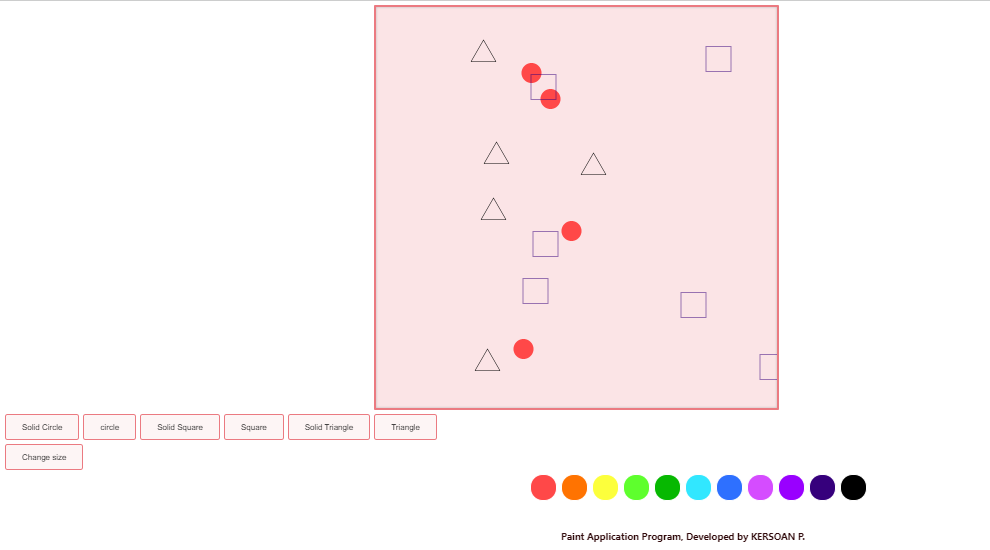 Solid Circle circle Solid Square Square Solid Triangle Triangle
Change size
Paint Application Program, Developed by KERSOAN P.